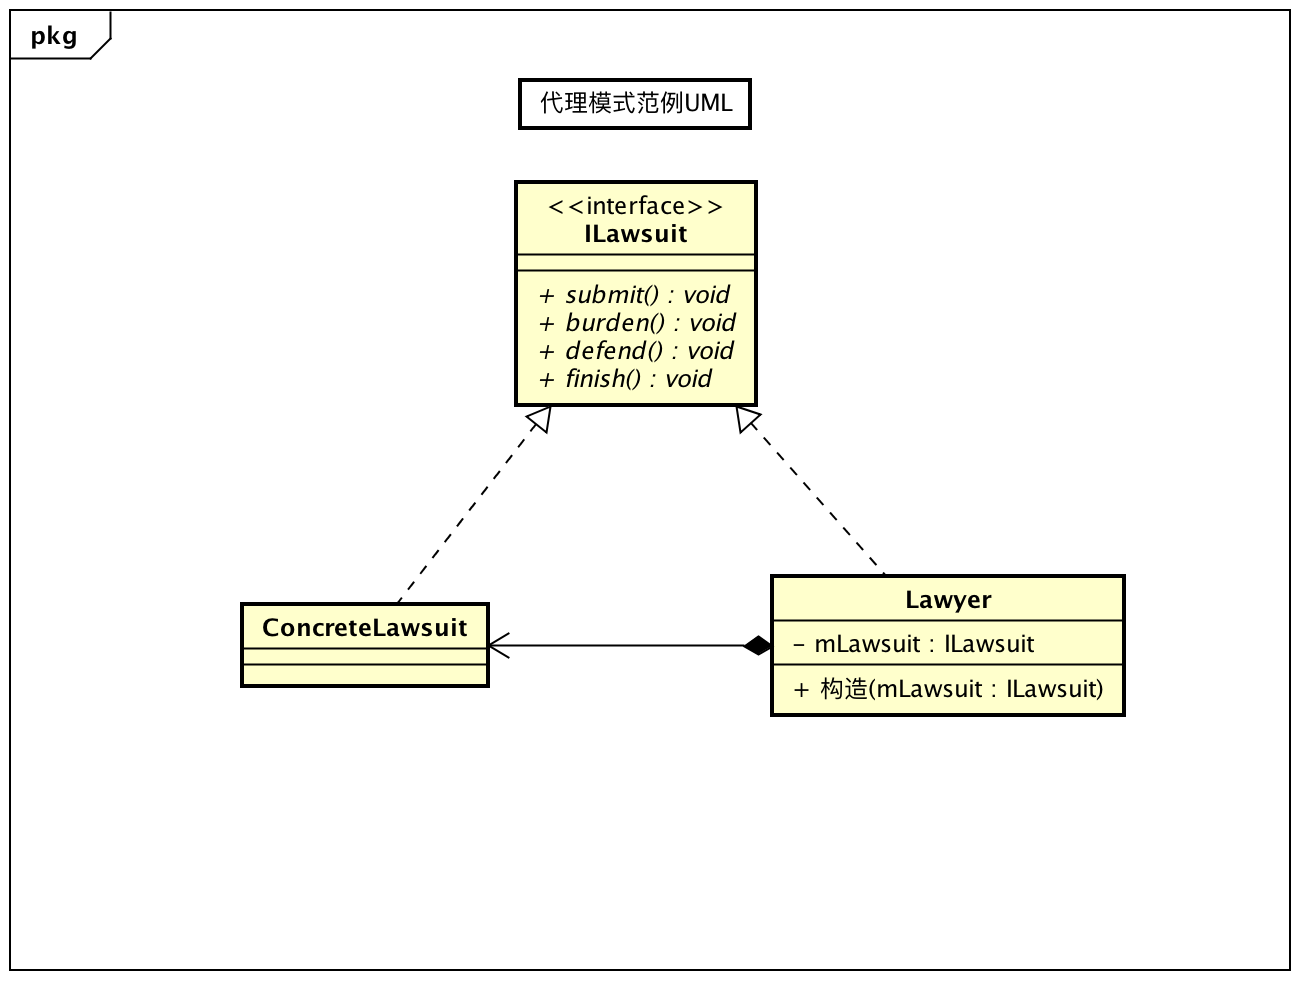 pkg
代理模式范例UML
<<interface>>
ILawsuit
+ submit() : void
+ burden() : void
+ defend() : void
+ finish() : void
ConcreteLawsuit
Lawyer
- mLawsuit : ILawsuit
+ 构造(mLawsuit : ILawsuit)